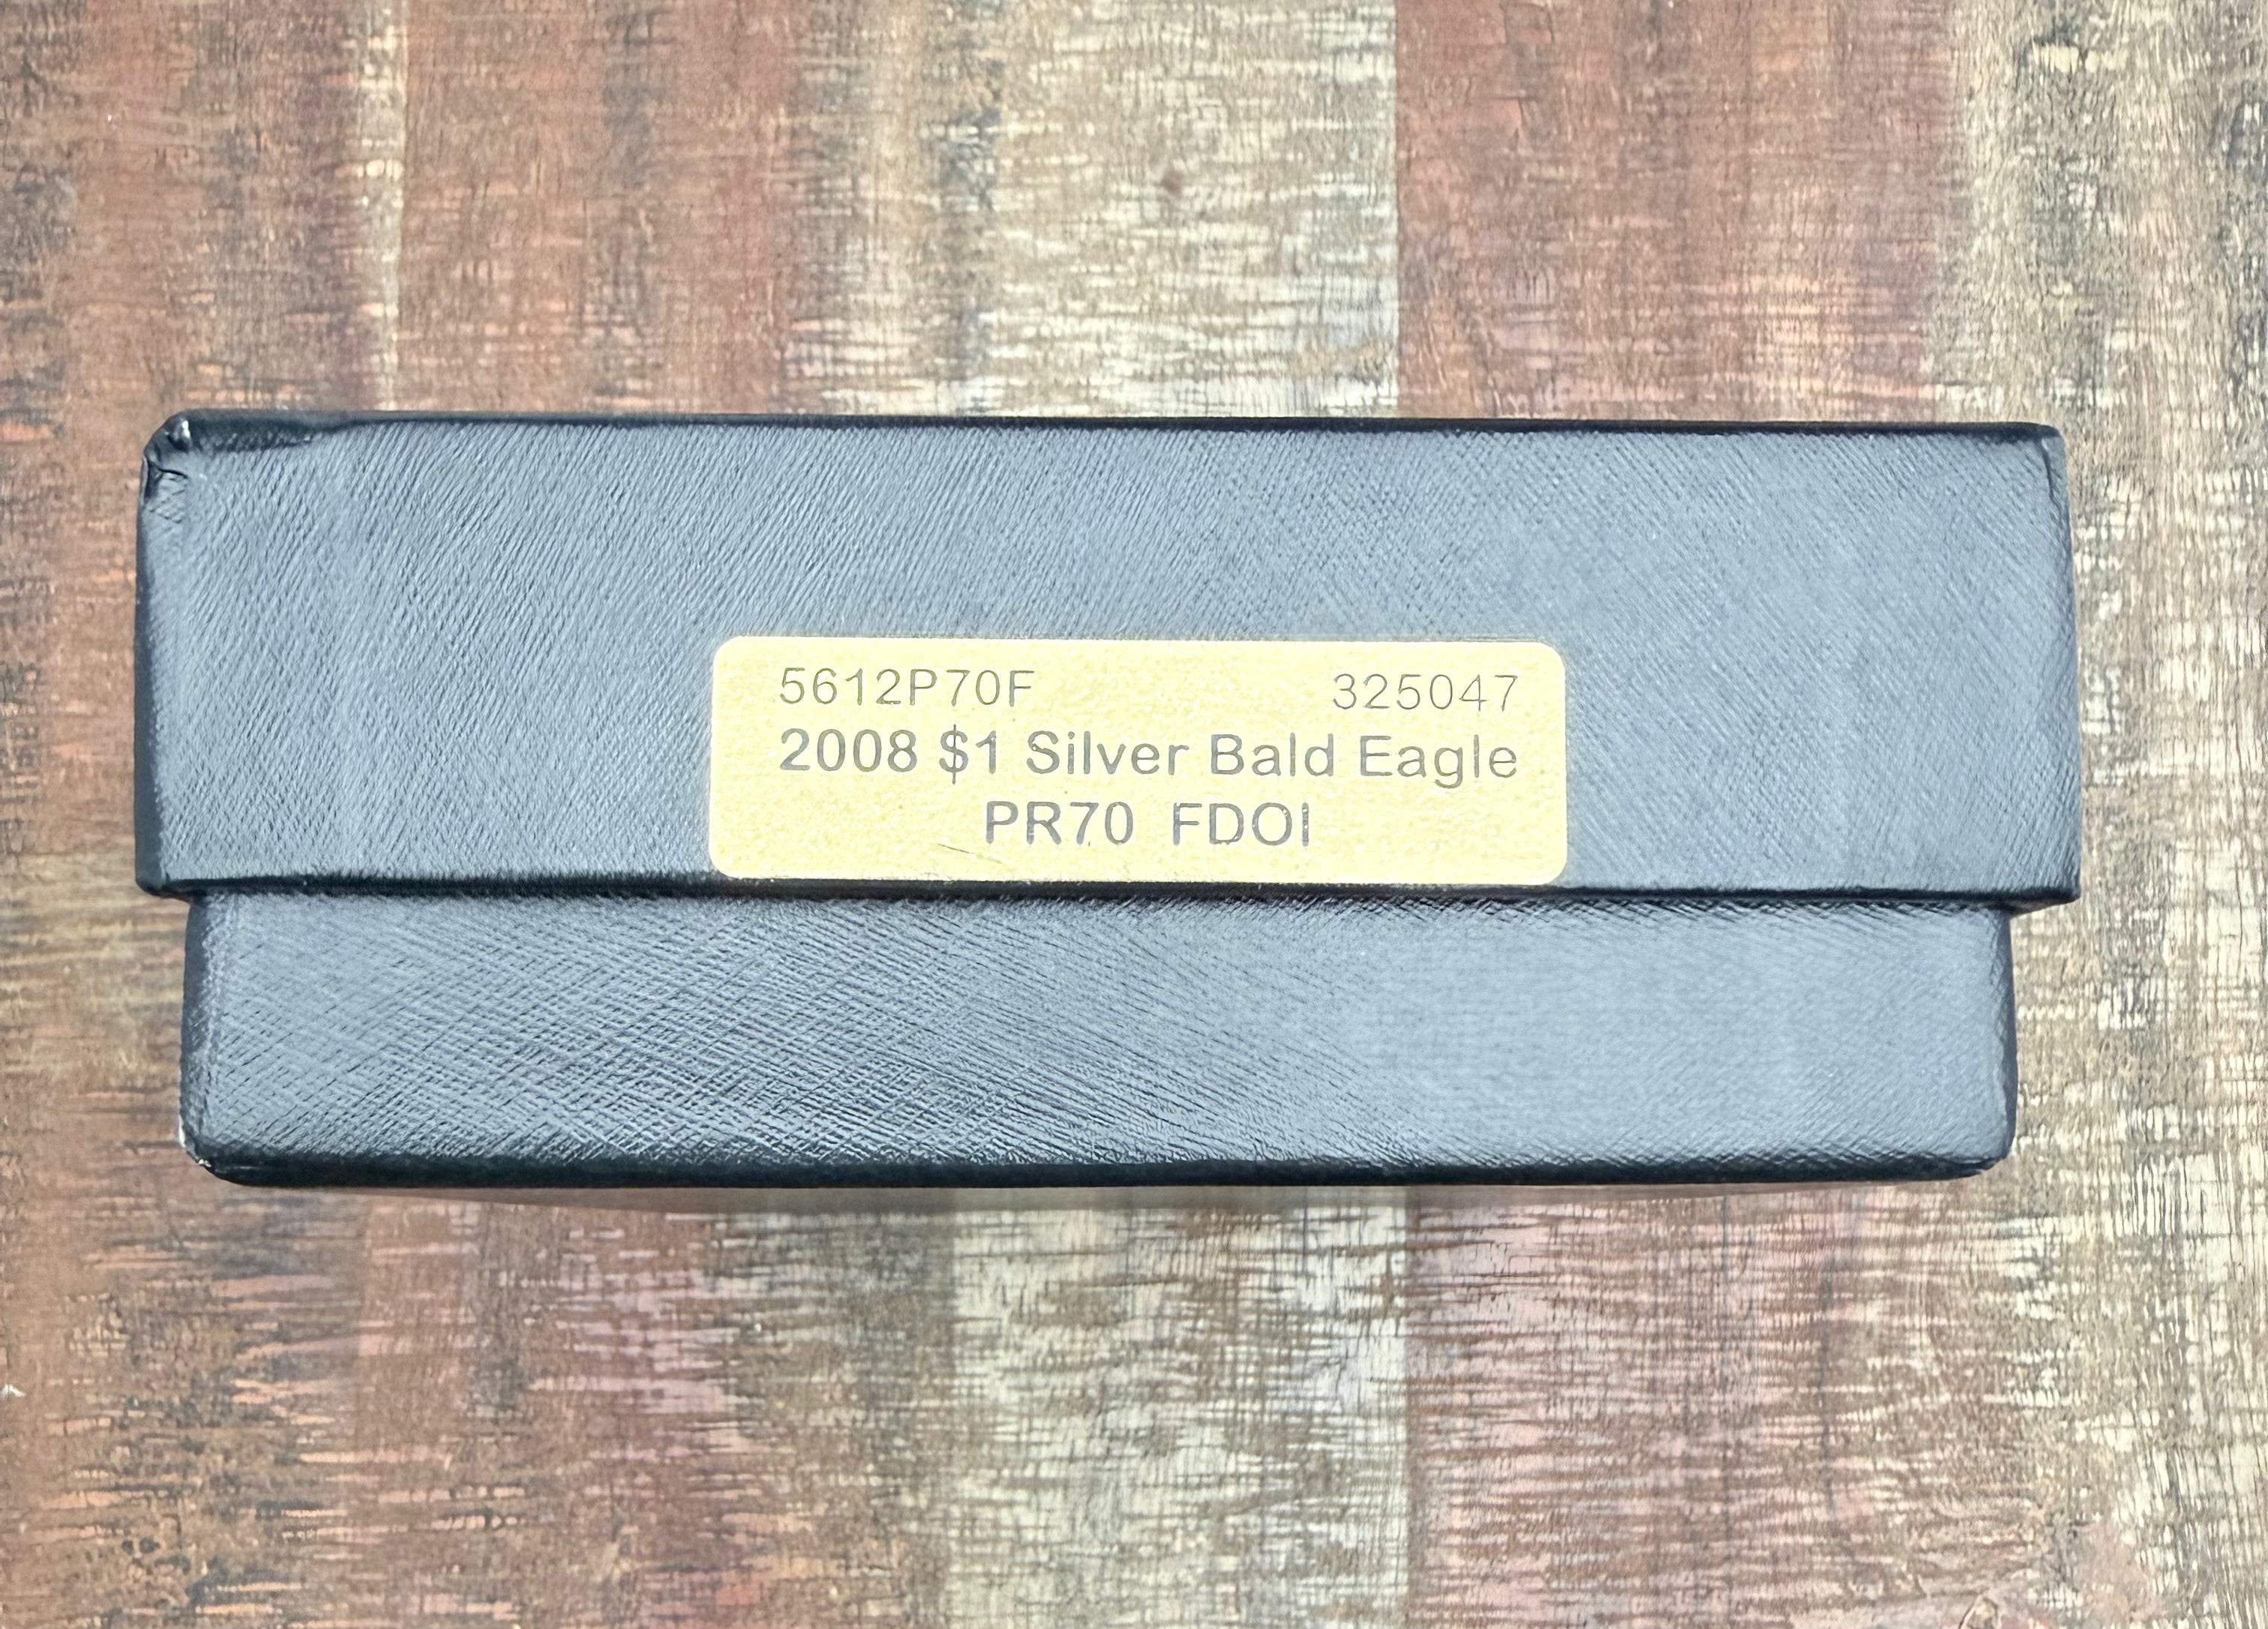 5612P70F 325047
2008 $1 Silver Bald Eagle
PR70 FDOI